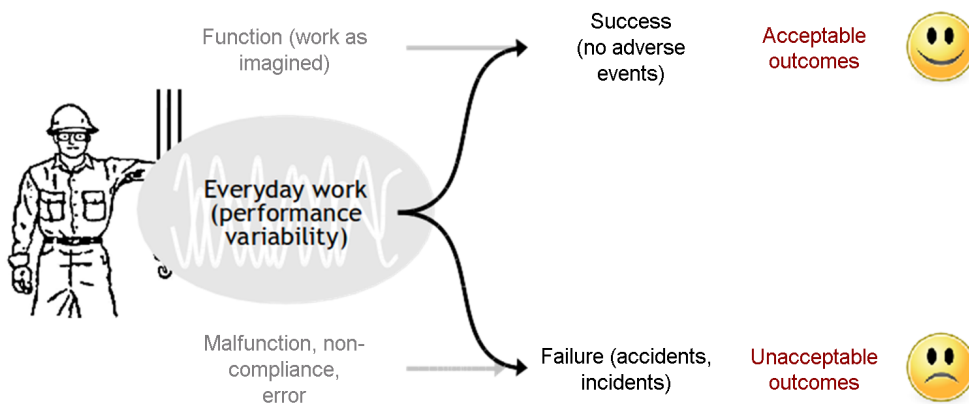 Function (work as
imagined)
Success
(no adverse
events)
Acceptable
outcomes
Everyday work
(performance
variability)
Malfunction, non-
compliance,
error
Failure (accidents,
incidents)
Unacceptable
outcomes